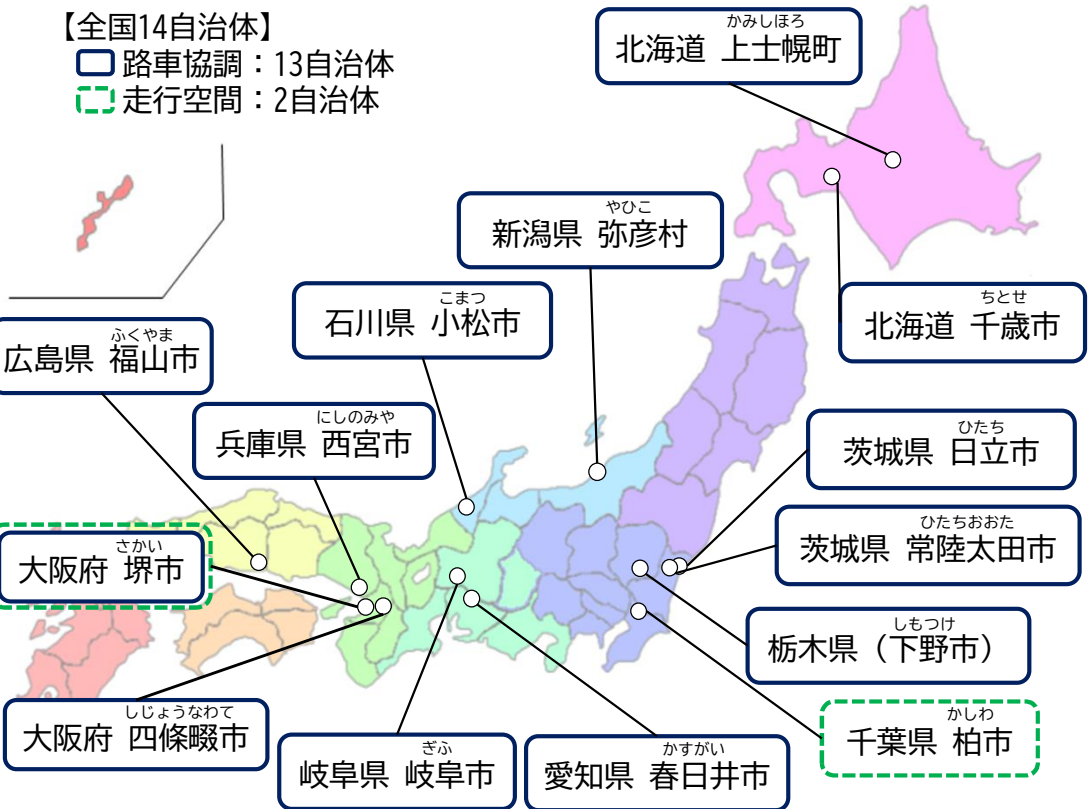 【全国14自治体】
路車協調：13自治体
走行空間：2自治体
かみしほろ
北海道 上士幌町
やひこ
新潟県 弥彦村
ちとせ
北海道 千歳市
こまつ
石川県 小松市
ふくやま
広島県 福山市
にしのみや
兵庫県 西宮市
ひたち
茨城県 日立市
ひたちおおた
茨城県 常陸太田市
さかい
大阪府 堺市
しもつけ
栃木県（下野市）
しじょうなわて
大阪府 四條畷市
かしわ
千葉県 柏市
ぎふ
岐阜県 岐阜市
かすがい
愛知県 春日井市